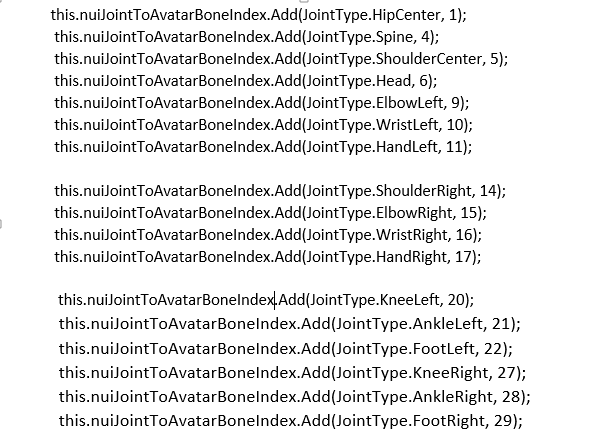 this.nuiJointToAvatarBoneIndex.Add(JointType.HipCenter, 1);
this.nuiJointToAvatarBoneIndex.Add(JointType.Spine, 4);
this.nuiJointToAvatarBoneIndex.Add(JointType.ShoulderCenter, 5);
this.nuiJointToAvatarBoneIndex.Add(JointType.Head, 6);
this.nuiJointToAvatarBoneIndex.Add(JointType.ElbowLeft, 9);
this.nuiJointToAvatarBoneIndex.Add(JointType.WristLeft, 10);
this.nuiJointToAvatarBoneIndex.Add(JointType.HandLeft, 11);
this.nuiJointToAvatarBoneIndex.Add(JointType.ShoulderRight, 14);
this.nuiJointToAvatarBoneIndex.Add(JointType.ElbowRight, 15);
this.nuiJointToAvatarBoneIndex.Add(JointType.WristRight, 16);
this.nuiJointToAvatarBoneIndex.Add(JointType.HandRight, 17);
this.nuiJointToAvatarBoneIndex.Add(JointType.KneeLeft, 20);
this.nuiJointToAvatarBoneIndex.Add(JointType.AnkleLeft, 21);
this.nuiJointToAvatarBoneIndex.Add(JointType.FootLeft, 22);
this.nuiJointToAvatarBoneIndex.Add(JointType.KneeRight, 27);
this.nuiJointToAvatarBoneIndex.Add(JointType.AnkleRight, 28);
this.nuiJointToAvatarBoneIndex.Add(JointType.FootRight, 29);